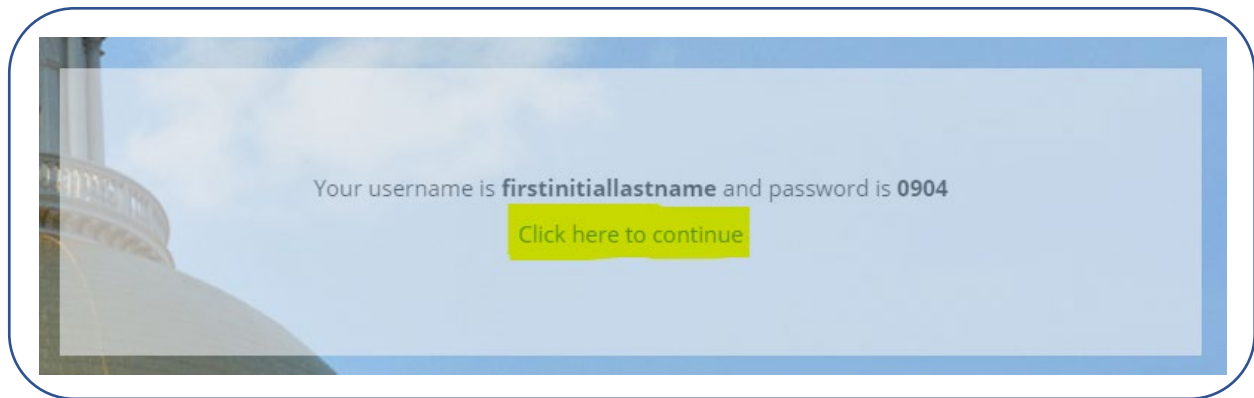 Your username is firstinitiallastname and password is 0904
Click here to continue